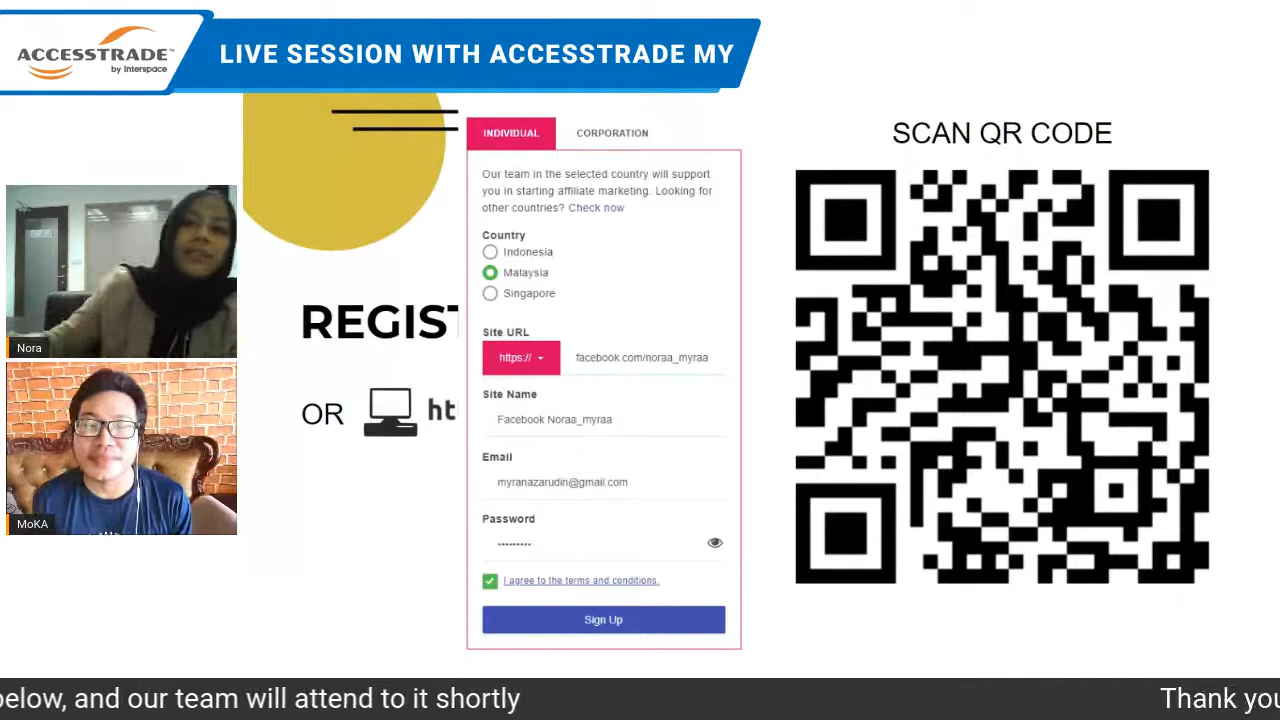 ACCESSTRADE
by Interspace
LIVE SESSION WITH ACCESSTRADE MY
Nora
MoKA
REGIST
OR
ht
INDIVIDUAL
CORPORATION
Our team in the selected country will support
you in starting affiliate marketing. Looking for
other countries? Check now
Country
Indonesia
Malaysia
Singapore
Site URL
https://
facebook.com/noraa_myraa
Site Name
Facebook Noraa_myraa
Email
myranazarudin@gmail.com
Password
•••••••••
I agree to the terms and conditions.
Sign Up
SCAN QR CODE
below, and our team will attend to it shortly
Thank you